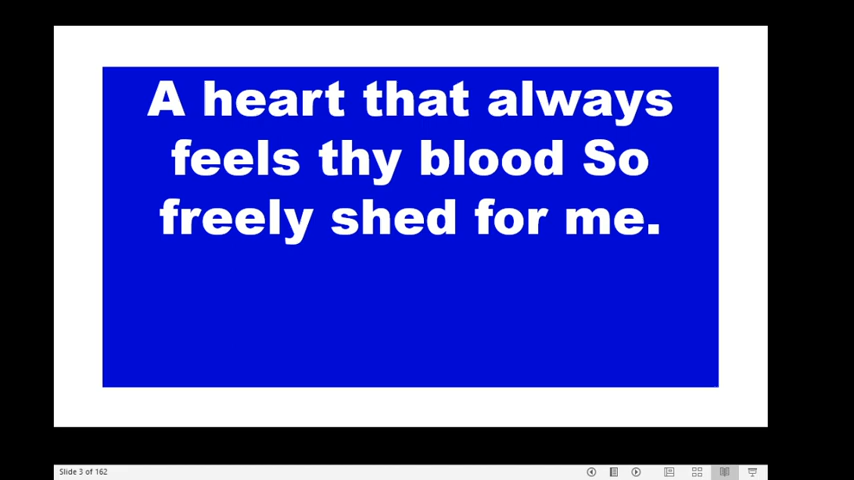 A heart that always
feels thy blood So
freely shed for me.
Slide 3 of 162